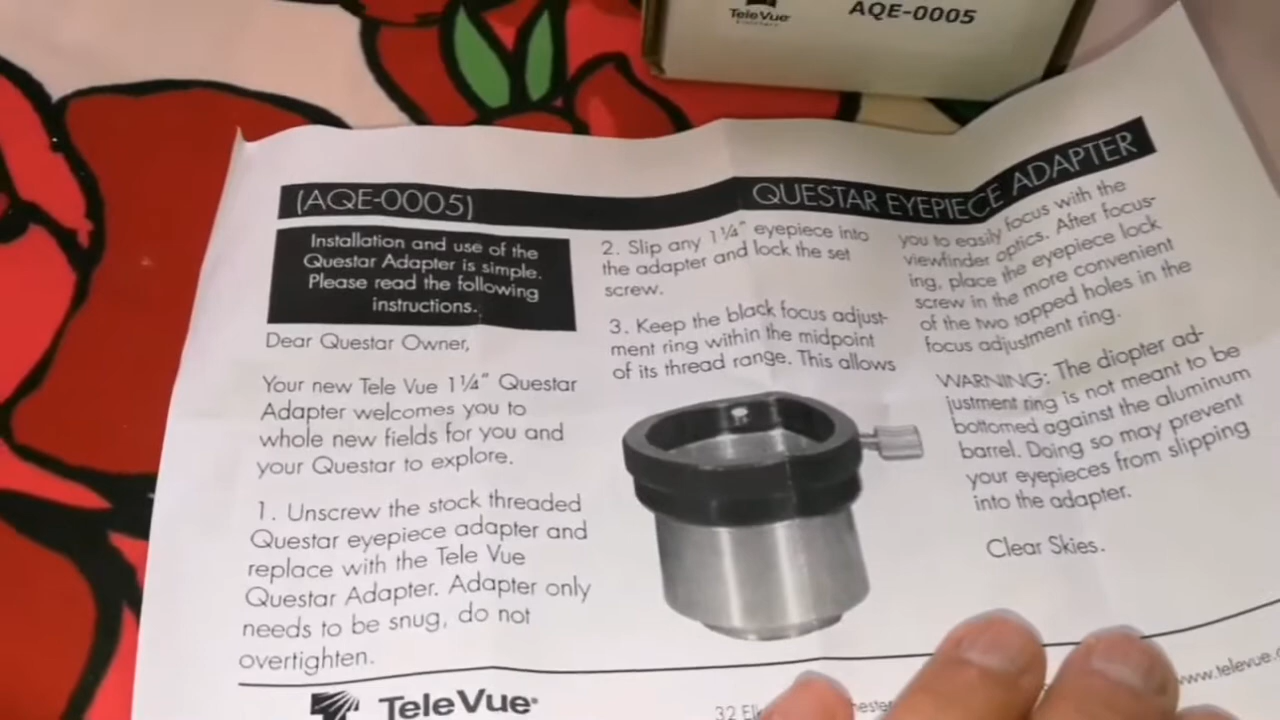 TeleVue
AQE-0005
(AQE-0005)
QUESTAR EYEPIECE ADAPTER
Installation and use of the
Questar Adapter is simple.
Please read the following
instructions.
Dear Questar Owner,
Your new Tele Vue 1¼" Questar
Adapter welcomes you to
whole new fields for you and
your Questar to explore.
1. Unscrew the stock threaded
Questar eyepiece adapter and
replace with the Tele Vue
Questar Adapter. Adapter only
needs to be snug, do not
overtighten.
2. Slip any 1¼" eyepiece into
the adapter and lock the set
screw.
3. Keep the black focus adjust-
ment ring within the midpoint
of its thread range. This allows
you to easily focus with the
viewfinder optics. After focus-
ing, place the eyepiece lock
screw in the more convenient
of the two tapped holes in the
focus adjustment ring.
WARNING: The diopter ad-
justment ring is not meant to be
bottomed against the aluminum
barrel. Doing so may prevent
your eyepieces from slipping
into the adapter.
Clear Skies.
TeleVue
32
www.televue.